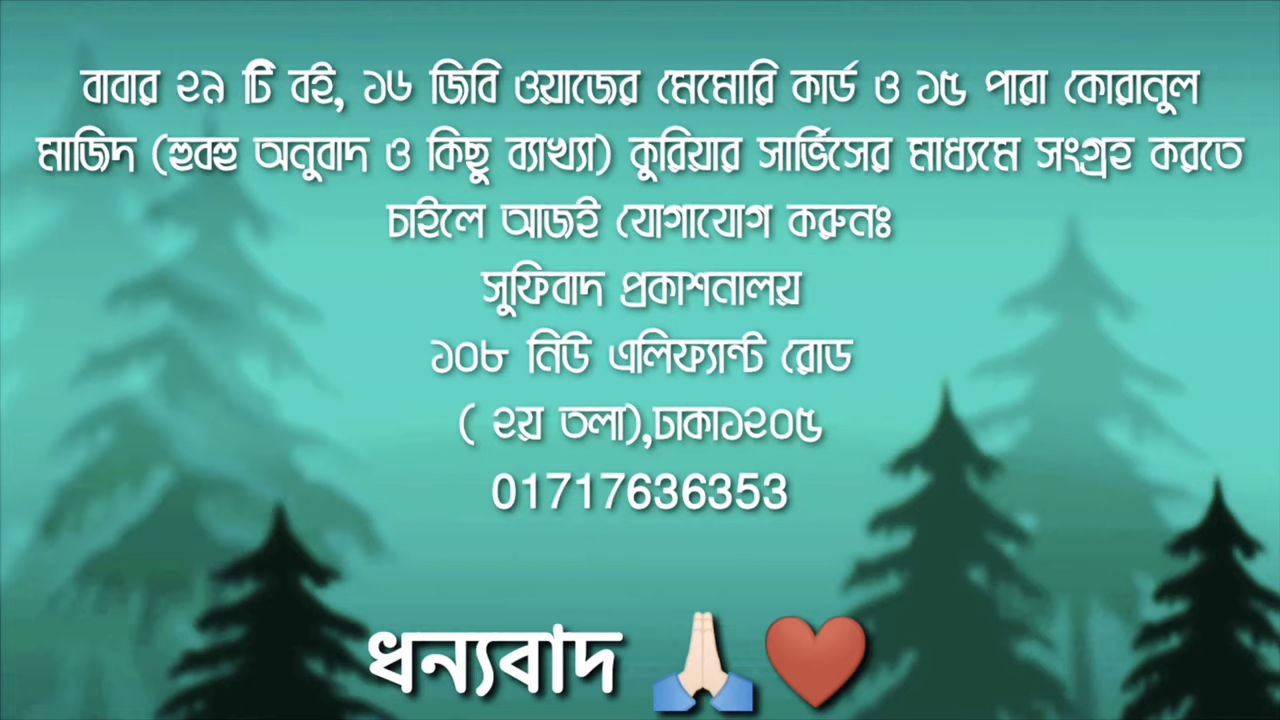 বাবার ২৯ টি বই, ১৬ জিবি ওয়াজের মেমোরি কার্ড ও ১৫ পারা কোরানুল
মাজিদ (হুবহু অনুবাদ ও কিছু ব্যাখ্যা) কুরিয়ার সার্ভিসের মাধ্যমে সংগ্রহ করতে
চাইলে আজই যোগাযোগ করুনঃ
সুফিবাদ প্রকাশনালয়
১০৮ নিউ এলিফ্যান্ট রোড
( ২য় তলা),ঢাকা১২০৫
01717636353
ধন্যবাদ 🙏🏻❤️